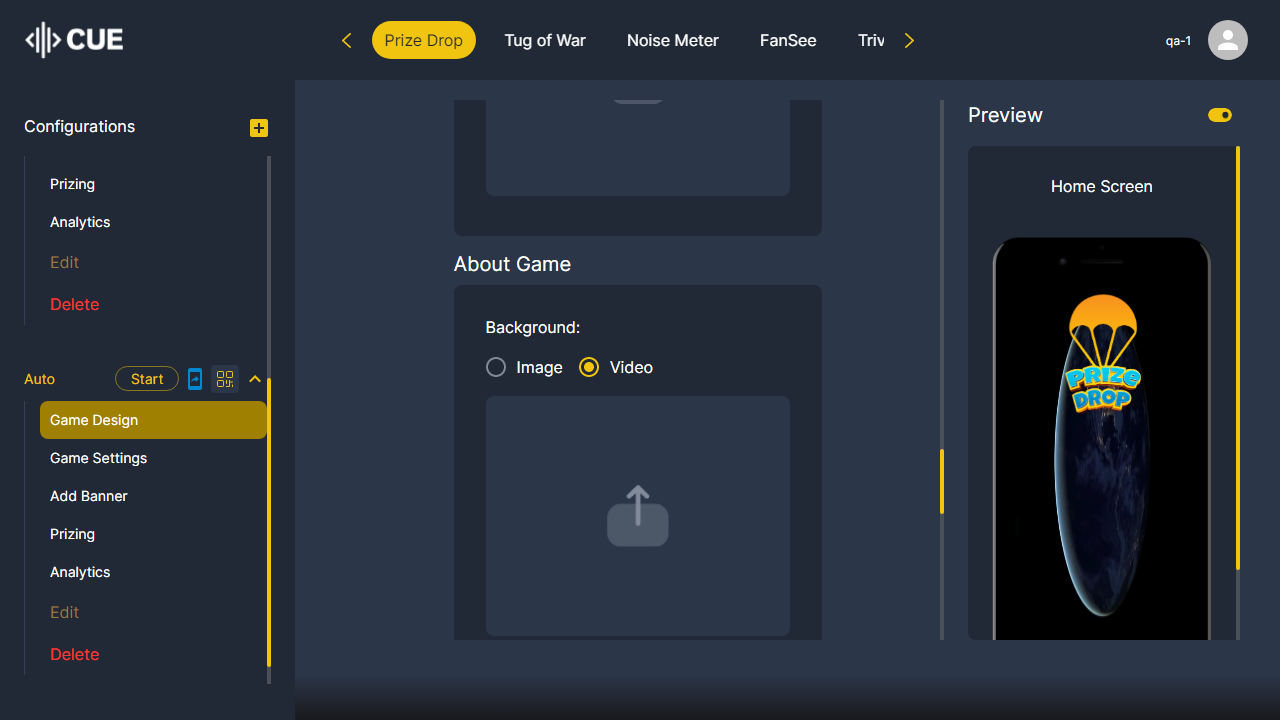 CUE
Prize Drop
Tug of War
Noise Meter
FanSee
Triv
qa-1
Configurations
Prizing
Analytics
Edit
Delete
Auto
Start
Game Design
Game Settings
Add Banner
Prizing
Analytics
Edit
Delete
About Game
Background:
Image
Video
Preview
Home Screen
PRIZE
DROP